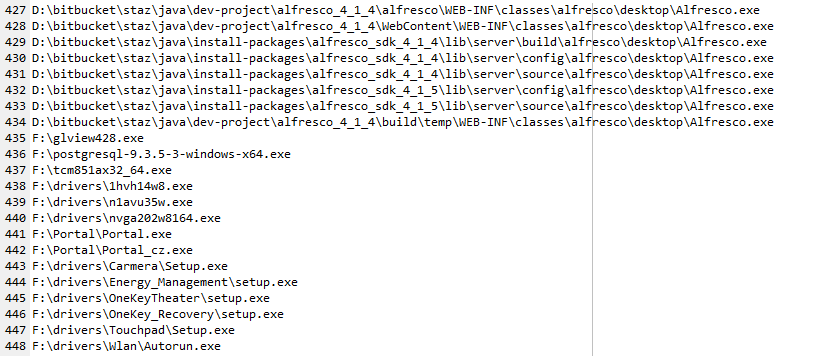 427 D:\bitbucket\staz\java\dev-project\alfresco_4_1_4\alfresco\WEB-INF\classes\alfresco\desktop\Alfresco.exe
428 D:\bitbucket\staz\java\dev-project\alfresco_4_1_4\WebContent\WEB-INF\classes\alfresco\desktop\Alfresco.exe
429 D:\bitbucket\staz\java\install-packages\alfresco_sdk_4_1_4\lib\server\build\alfresco\desktop\Alfresco.exe
430 D:\bitbucket\staz\java\install-packages\alfresco_sdk_4_1_4\lib\server\config\alfresco\desktop\Alfresco.exe
431 D:\bitbucket\staz\java\install-packages\alfresco_sdk_4_1_4\lib\server\source\alfresco\desktop\Alfresco.exe
432 D:\bitbucket\staz\java\install-packages\alfresco_sdk_4_1_5\lib\server\config\alfresco\desktop\Alfresco.exe
433 D:\bitbucket\staz\java\install-packages\alfresco_sdk_4_1_5\lib\server\source\alfresco\desktop\Alfresco.exe
434 D:\bitbucket\staz\java\dev-project\alfresco_4_1_4\build\temp\WEB-INF\classes\alfresco\desktop\Alfresco.exe
435 F:\glview428.exe
436 F:\postgresql-9.3.5-3-windows-x64.exe
437 F:\tcm851ax32_64.exe
438 F:\drivers\1hvh14w8.exe
439 F:\drivers\n1avu35w.exe
440 F:\drivers\nvga202w8164.exe
441 F:\Portal\Portal.exe
442 F:\Portal\Portal_cz.exe
443 F:\drivers\Carmera\Setup.exe
444 F:\drivers\Energy_Management\setup.exe
445 F:\drivers\OneKeyTheater\setup.exe
446 F:\drivers\OneKey_Recovery\setup.exe
447 F:\drivers\Touchpad\Setup.exe
448 F:\drivers\Wlan\Autorun.exe